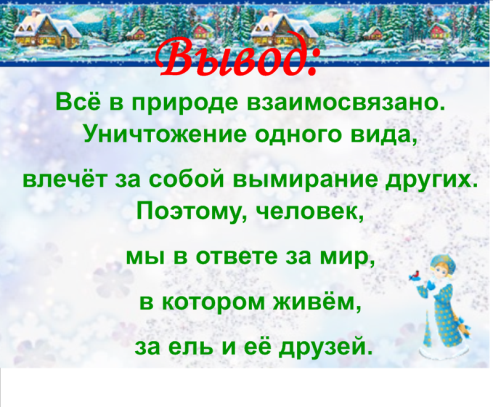 Вывод:
Всё в природе взаимосвязано.
Уничтожение одного вида,
влечёт за собой вымирание других.
Поэтому, человек,
мы в ответе за мир,
в котором живём,
за ель и её друзей.